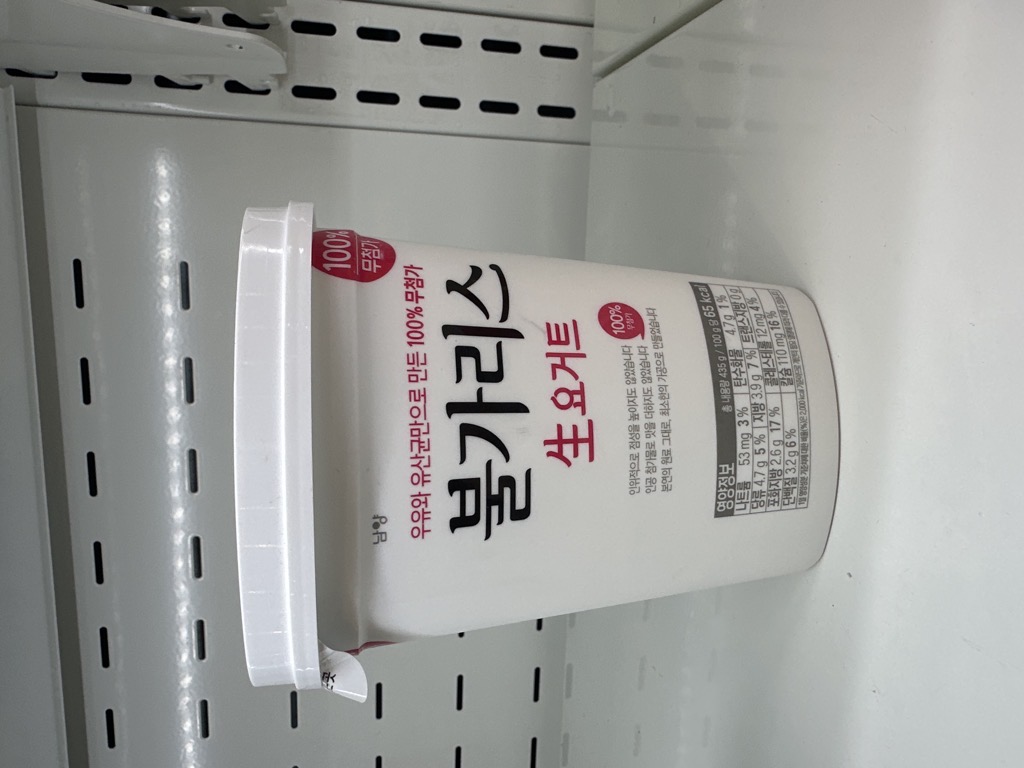 100%
무첨가
남양
우유와 유산균만으로 만든 100% 무첨가
불가리스
生요거트
100%
무첨가
인위적으로 점성을 높이지도 않았습니다
인공 첨가물로 맛을 더하지도 않았습니다
본연의 원료 그대로, 최소한의 가공으로 만들었습니다
영양정보 총 내용량 435 g / 100 g 당 65 kcal
나트륨 53 mg 3 % 탄수화물 4.7 g 1 %
당류 4.7 g 5 % 지방 3.9 g 7 % 트랜스지방 0 g
포화지방 2.6 g 17 % 콜레스테롤 12 mg 4 %
단백질 3.2 g 6 % 칼슘 110 mg 16 %